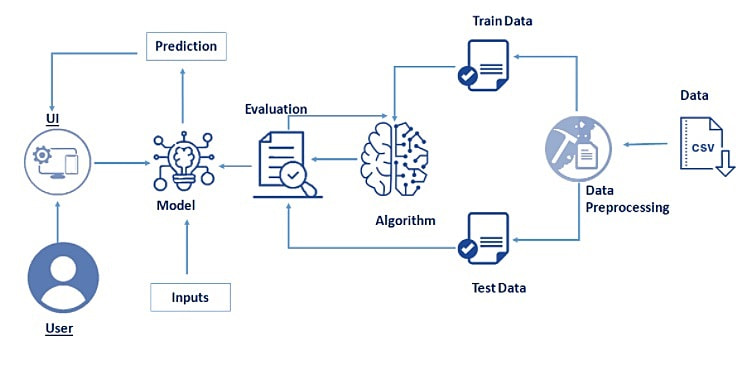 Train Data
Prediction
Data
Evaluation
UI
CSV
Model
Algorithm
Data
Preprocessing
Inputs
Test Data
User